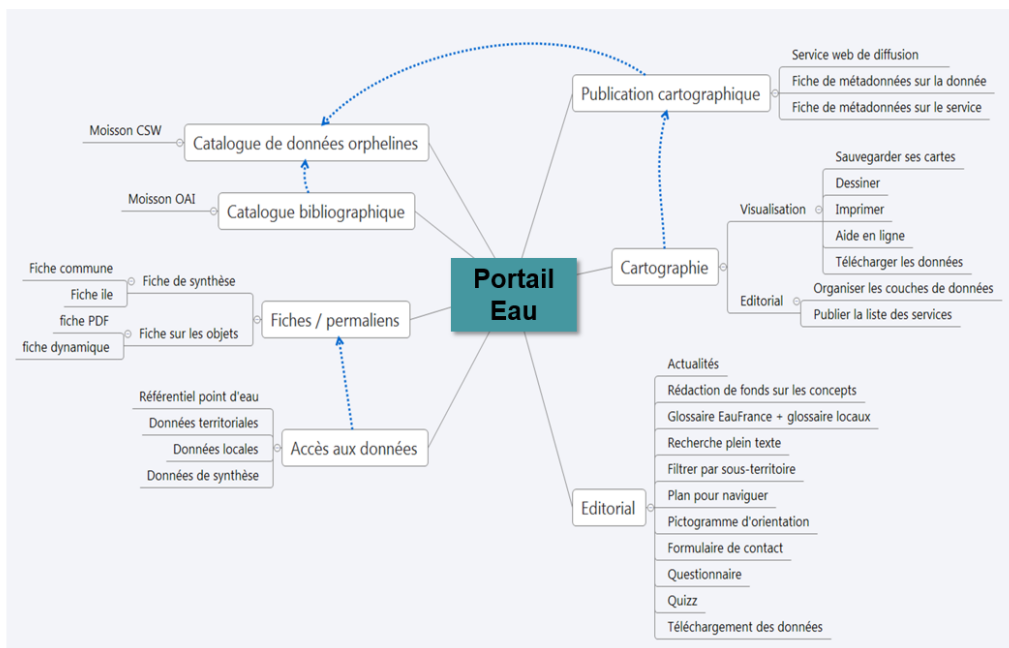 Portail
Eau
Publication cartographique
Service web de diffusion
Fiche de métadonnées sur la donnée
Fiche de métadonnées sur le service
Cartographie
Visualisation
Sauvegarder ses cartes
Dessiner
Imprimer
Aide en ligne
Télécharger les données
Editorial
Organiser les couches de données
Publier la liste des services
Editorial
Actualités
Rédaction de fonds sur les concepts
Glossaire EauFrance + glossaire locaux
Recherche plein texte
Filtrer par sous-territoire
Plan pour naviguer
Pictogramme d'orientation
Formulaire de contact
Questionnaire
Quizz
Téléchargement des données
Catalogue de données orphelines
Moisson CSW
Catalogue bibliographique
Moisson OAI
Fiches / permaliens
Fiche de synthèse
Fiche commune
Fiche ile
Fiche sur les objets
fiche PDF
fiche dynamique
Accès aux données
Référentiel point d'eau
Données territoriales
Données locales
Données de synthèse